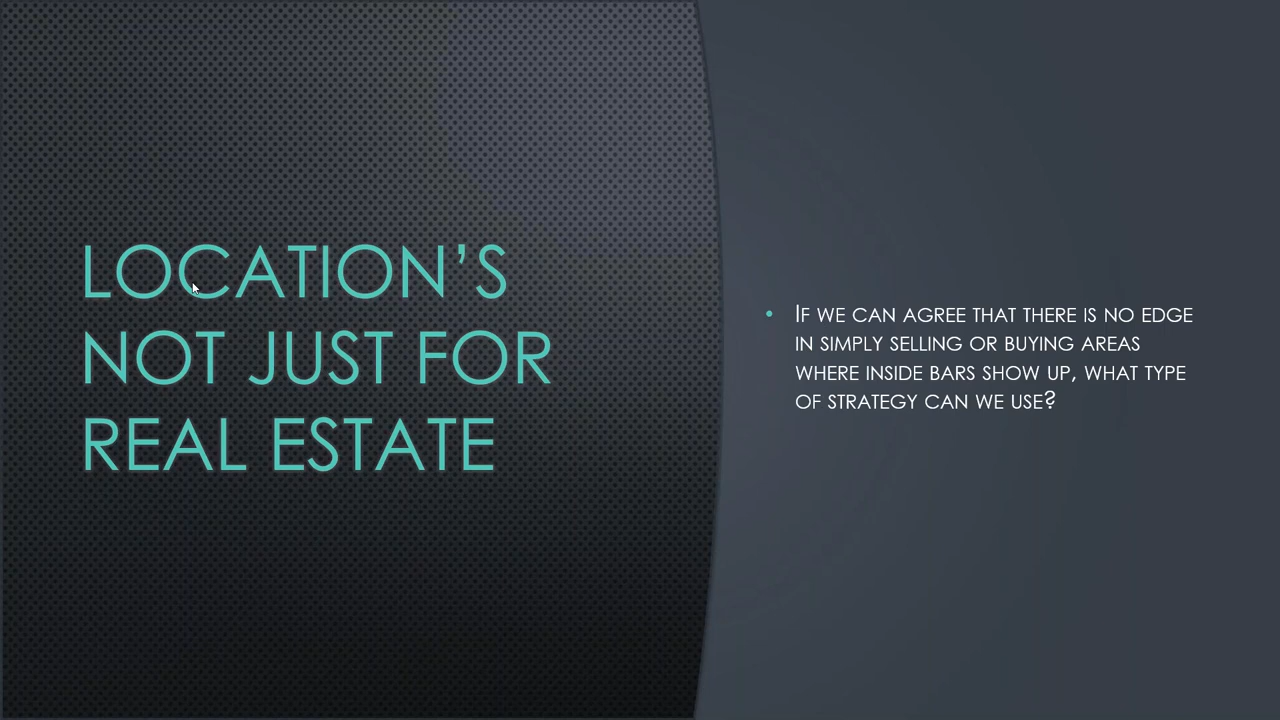 LOCATION'S
NOT JUST FOR
REAL ESTATE
• IF WE CAN AGREE THAT THERE IS NO EDGE
IN SIMPLY SELLING OR BUYING AREAS
WHERE INSIDE BARS SHOW UP, WHAT TYPE
OF STRATEGY CAN WE USE?